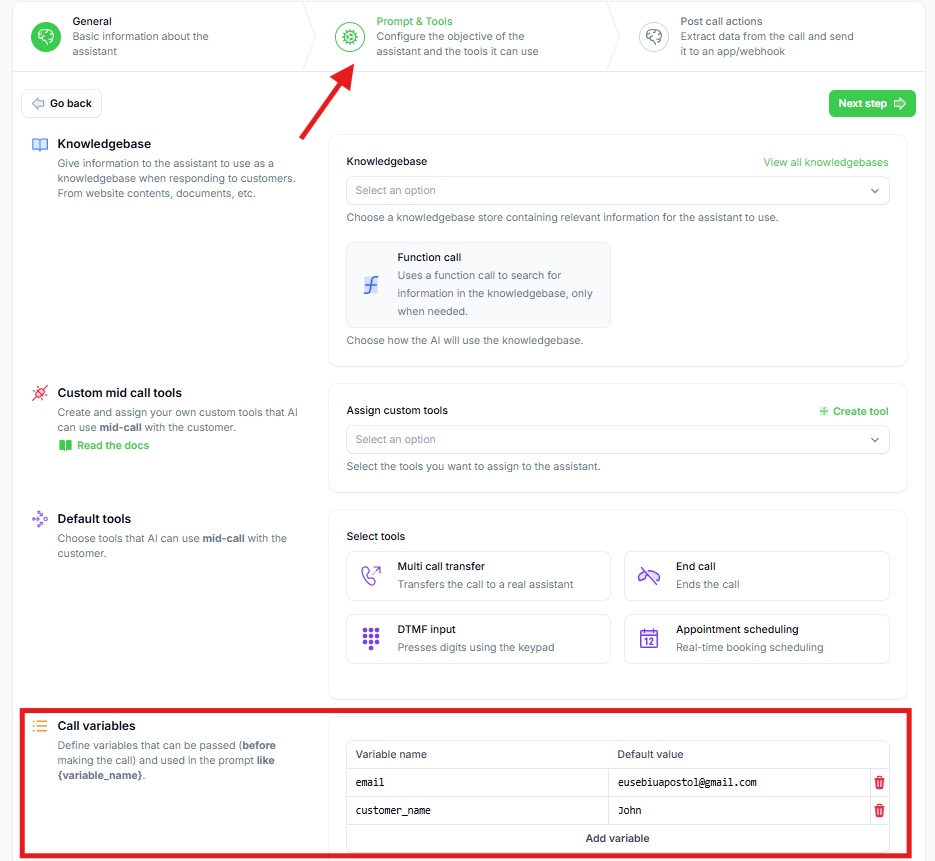 General
Basic information about the
assistant
Prompt & Tools
Configure the objective of the
assistant and the tools it can use
Post call actions
Extract data from the call and send
it to an app/webhook
Go back
Next step
Knowledgebase
Give information to the assistant to use as a
knowledgebase when responding to customers.
From website contents, documents, etc.
Knowledgebase
View all knowledgebases
Select an option
Choose a knowledgebase store containing relevant information for the assistant to use.
Function call
Uses a function call to search for
information in the knowledgebase, only
when needed.
Choose how the AI will use the knowledgebase.
Custom mid call tools
Create and assign your own custom tools that AI
can use mid-call with the customer.
Read the docs
Assign custom tools
Create tool
Select an option
Select the tools you want to assign to the assistant.
Default tools
Choose tools that AI can use mid-call with the
customer.
Select tools
Multi call transfer
Transfers the call to a real assistant
End call
Ends the call
DTMF input
Presses digits using the keypad
12
Appointment scheduling
Real-time booking scheduling
Call variables
Define variables that can be passed (before
making the call) and used in the prompt like
{variable_name}.
Variable name
Default value
email
eusebiuapostol@gmail.com
customer_name
John
Add variable